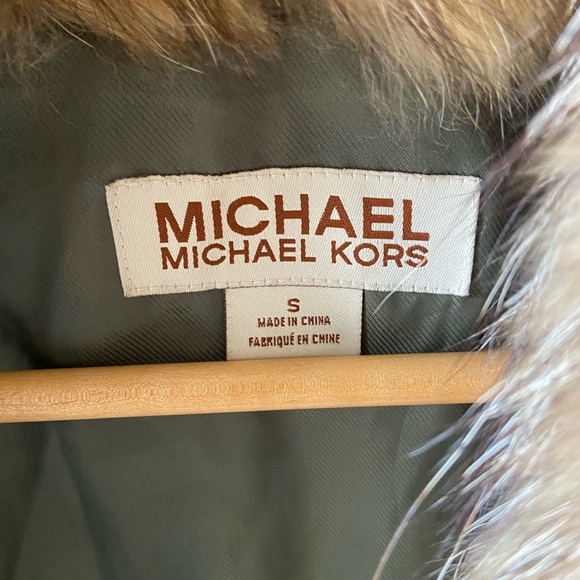 MICHAEL
MICHAEL KORS
S
MADE IN CHINA
FABRIQUÉ EN CHINE